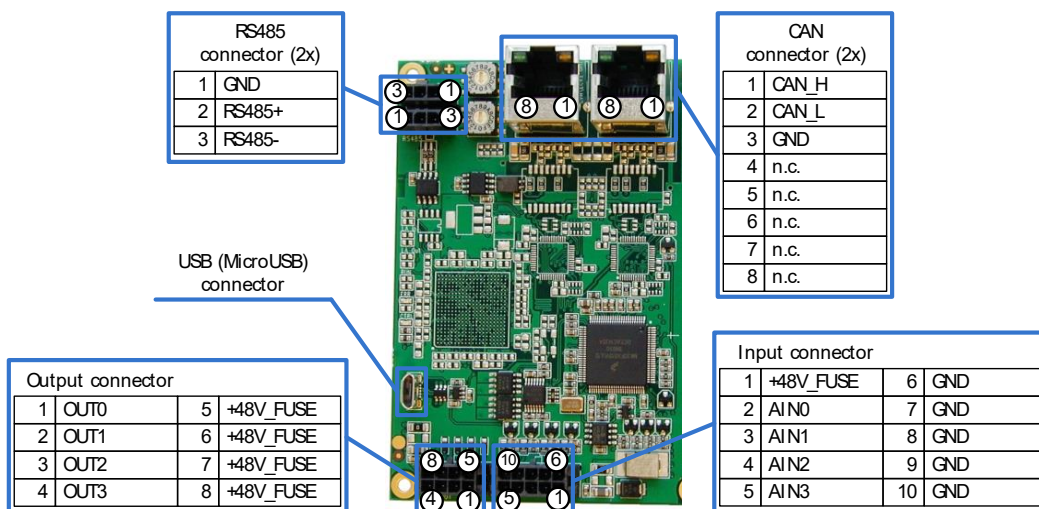 RS485
connector (2x)
1 GND
2 RS485+
3 RS485-
CAN
connector (2x)
1 CAN_H
2 CAN_L
3 GND
4 n.c.
5 n.c.
6 n.c.
7 n.c.
8 n.c.
3 1
1 3
8 1 8 1
RS485
USB (MicroUSB)
connector
Output connector
1 OUT0 5 +48V_FUSE
2 OUT1 6 +48V_FUSE
3 OUT2 7 +48V_FUSE
4 OUT3 8 +48V_FUSE
8 5 10 6
4 1 5 1
Input connector
1 +48V_FUSE 6 GND
2 AIN0 7 GND
3 AIN1 8 GND
4 AIN2 9 GND
5 AIN3 10 GND